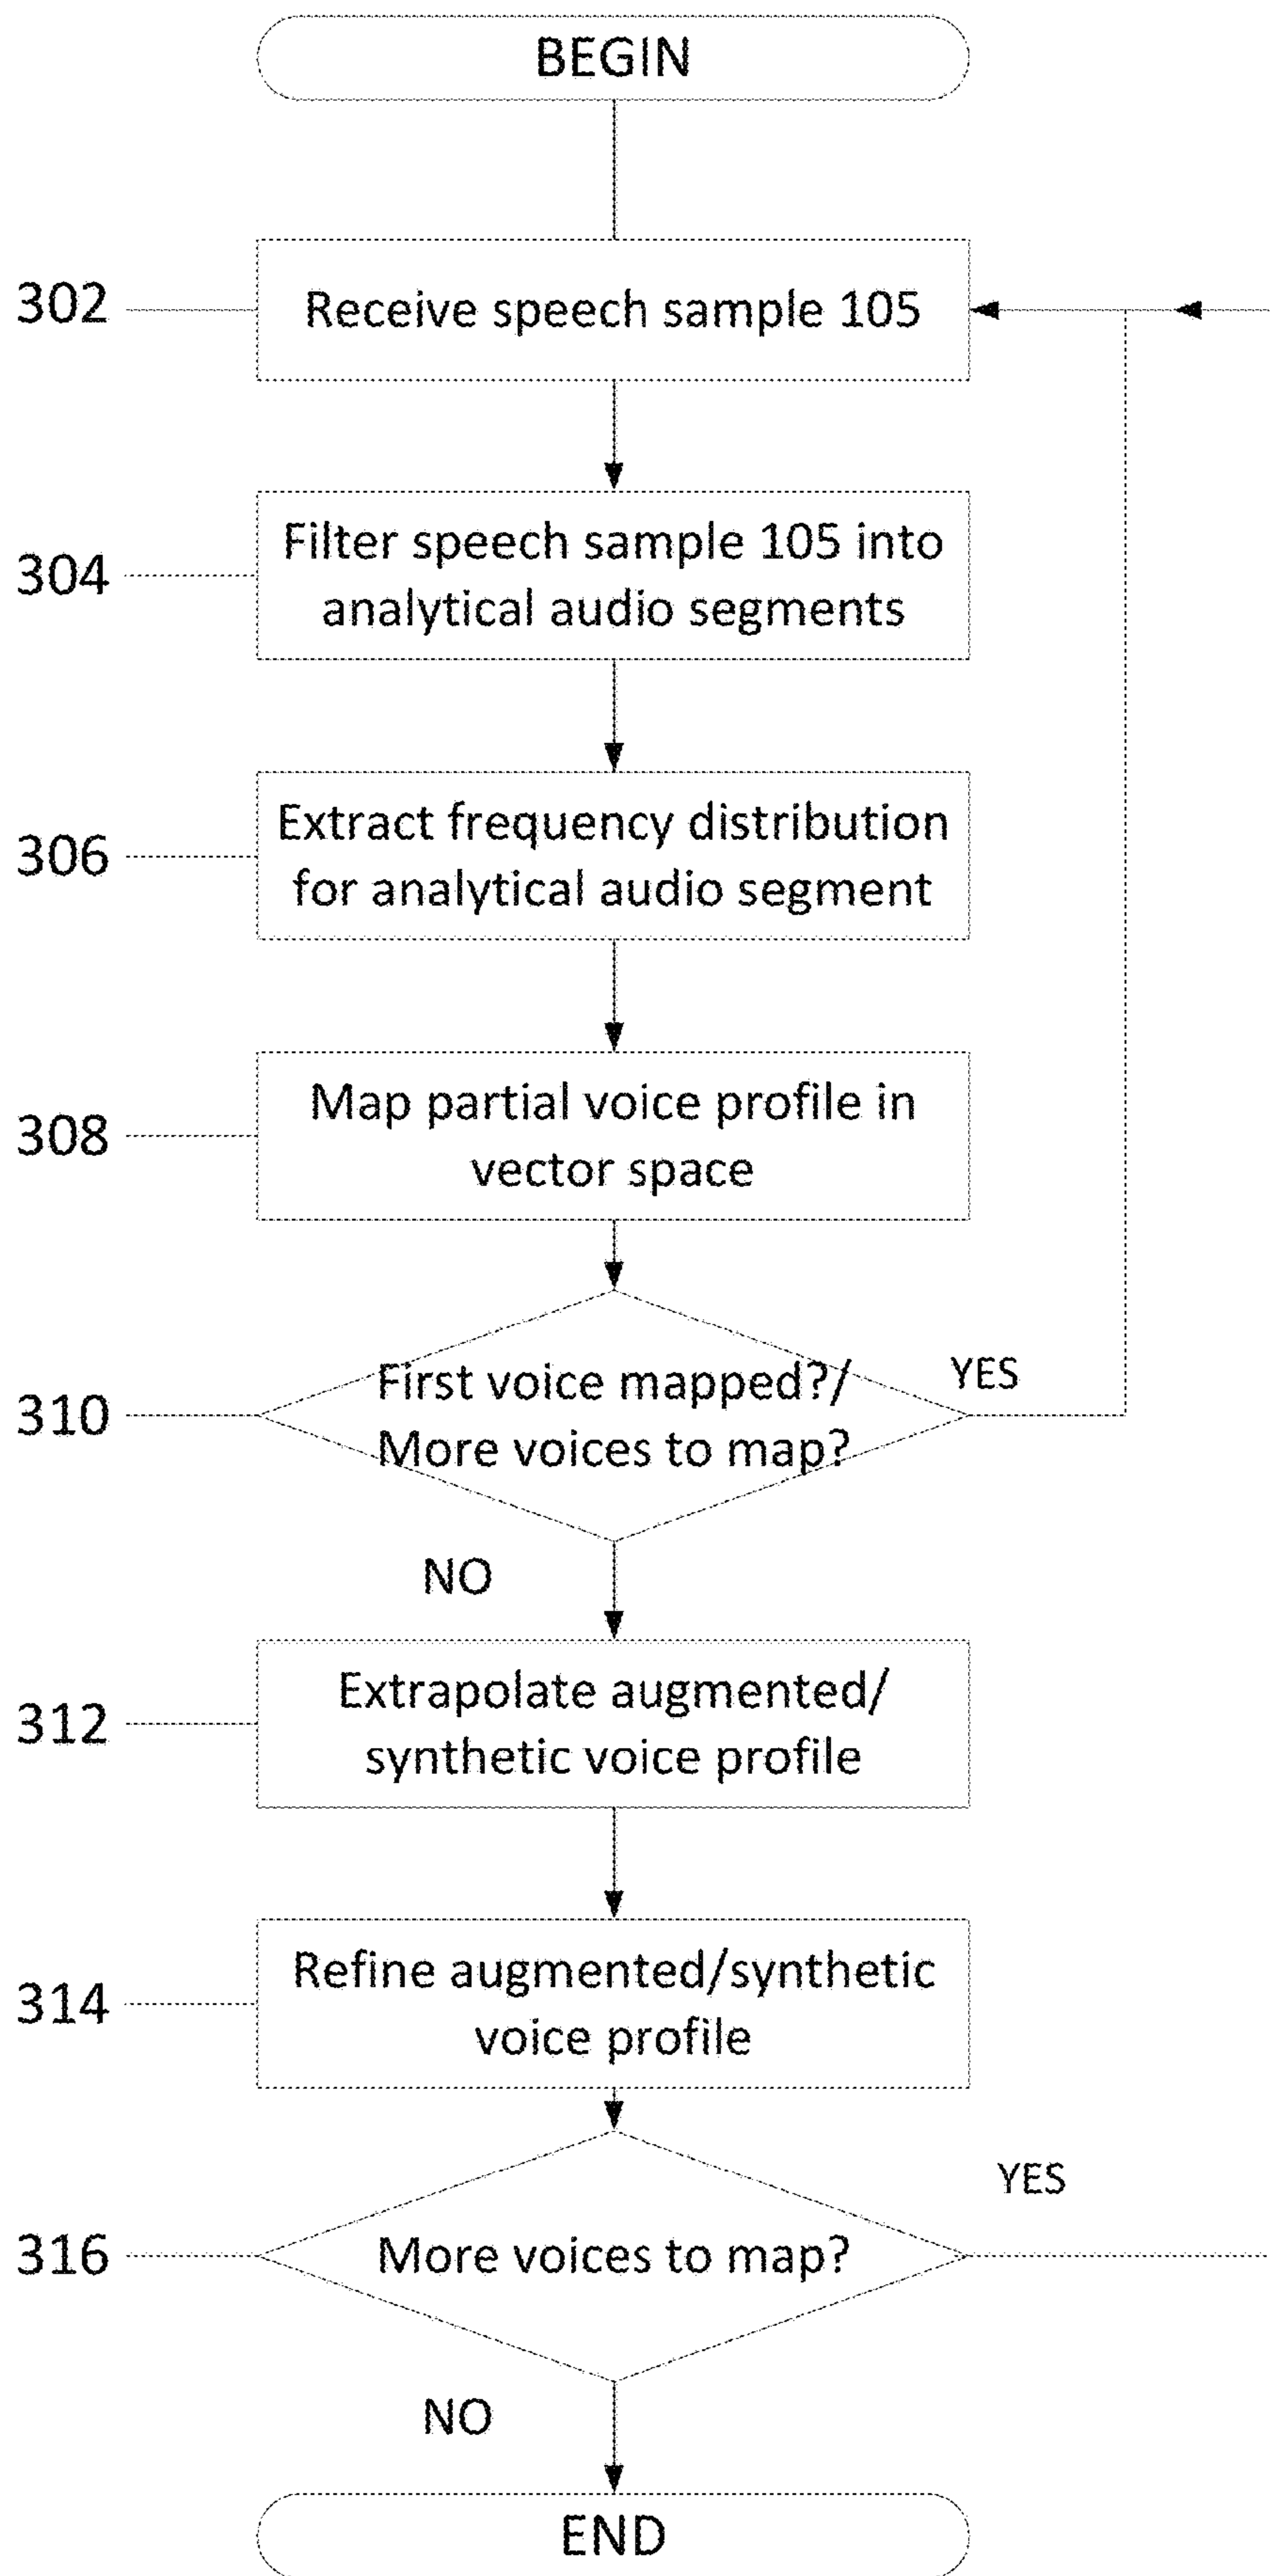 BEGIN
302
Receive speech sample 105
304
Filter speech sample 105 into
analytical audio segments
306
Extract frequency distribution
for analytical audio segment
308
Map partial voice profile in
vector space
310
First voice mapped?/
More voices to map?
YES
NO
312
Extrapolate augmented/
synthetic voice profile
314
Refine augmented/synthetic
voice profile
316
More voices to map?
YES
NO
END